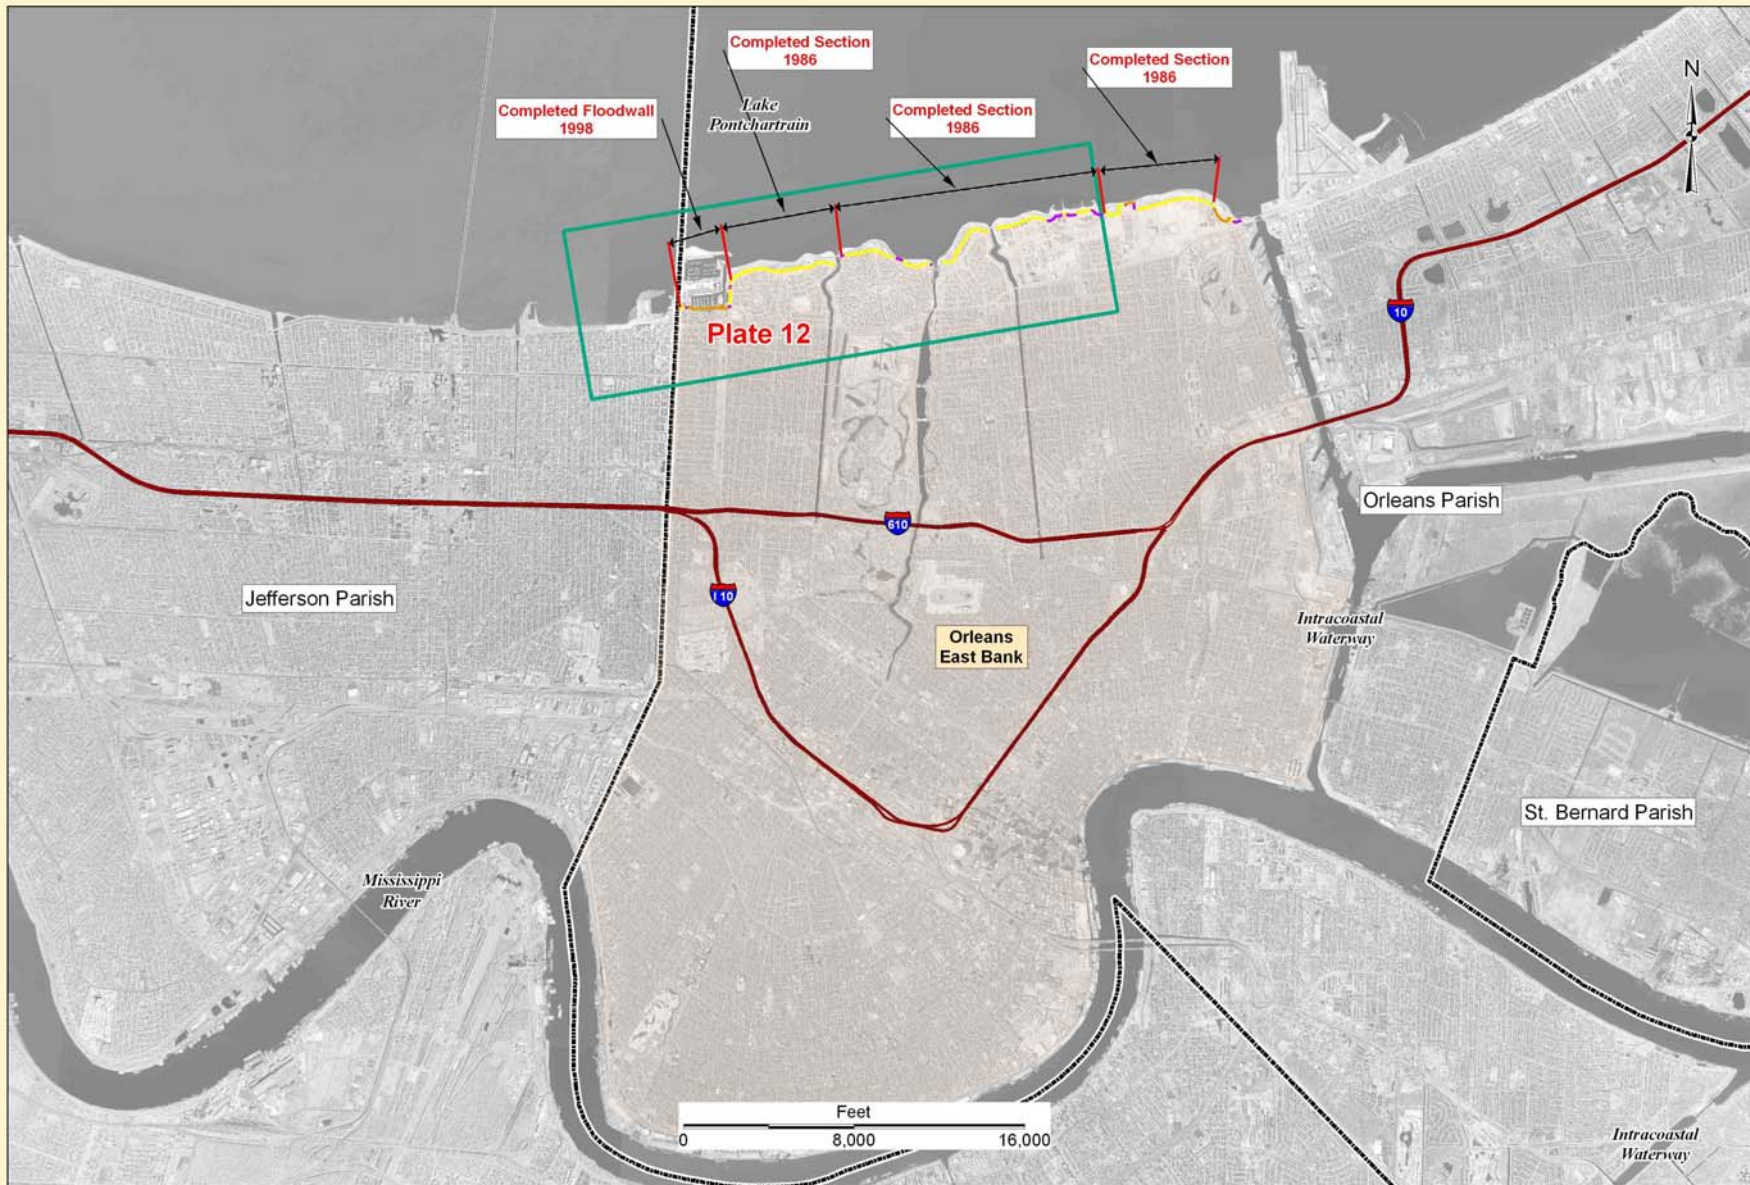 Completed Section
1986
Completed Section
1986
N
Completed Floodwall
1998
Lake
Pontchartrain
Completed Section
1986
Plate 12
10
Orleans Parish
610
Jefferson Parish
I 10
Intracoastal
Waterway
Orleans
East Bank
St. Bernard Parish
Mississippi
River
Feet
0 8,000 16,000
Intracoastal
Waterway